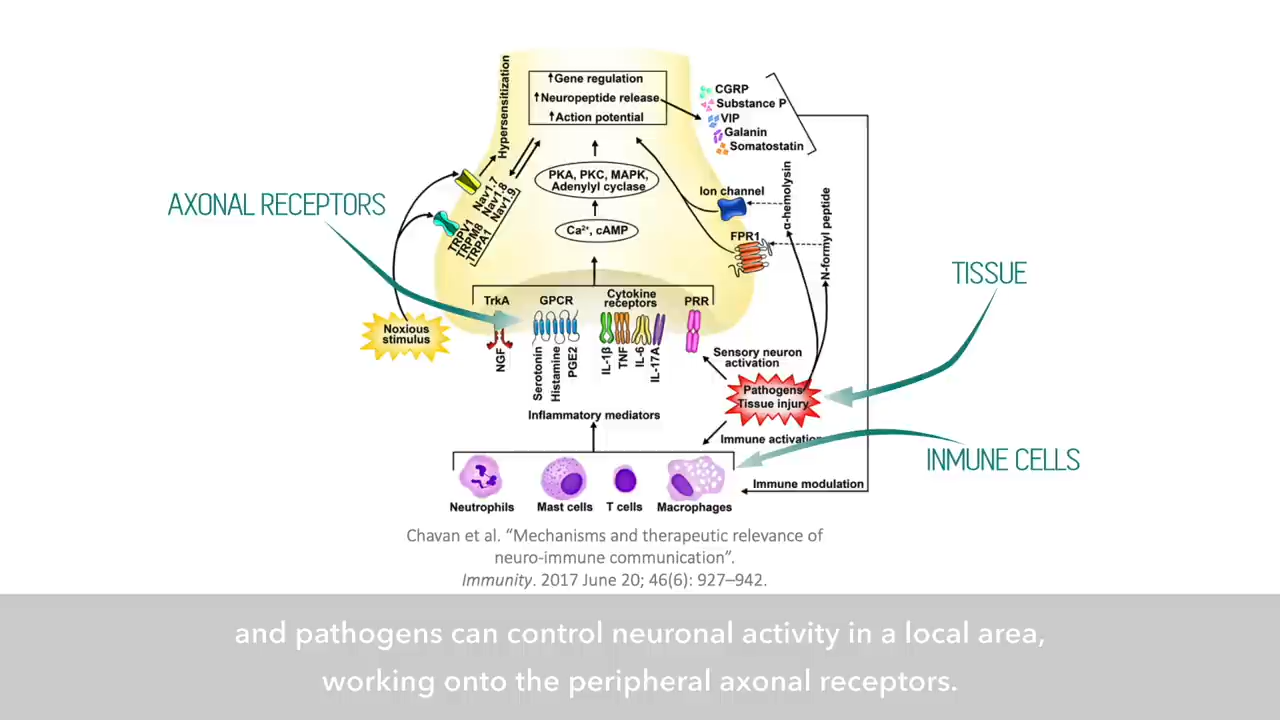 Hypersensitization
↑Gene regulation
↑Neuropeptide release
↑Action potential
CGRP
Substance P
VIP
Galanin
Somatostatin
PKA, PKC, MAPK,
Adenylyl cyclase
Nav1.7
Nav1.8
Nav1.9
TRPV1
TRPM8
TRPA1
Ion channel
α-hemolysin
N-formyl peptide
AXONAL RECEPTORS
Ca²⁺, cAMP
FPR1
TISSUE
TrkA
GPCR
Cytokine
receptors
PRR
Noxious
stimulus
NGF
Serotonin
Histamine
PGE2
IL-1β
TNF
IL-6
IL-17A
Sensory neuron
activation
Pathogens
Tissue injury
Inflammatory mediators
Immune activation
INMUNE CELLS
Immune modulation
Neutrophils
Mast cells
T cells
Macrophages
Chavan et al. “Mechanisms and therapeutic relevance of
neuro-immune communication”.
Immunity. 2017 June 20; 46(6): 927–942.
and pathogens can control neuronal activity in a local area,
working onto the peripheral axonal receptors.